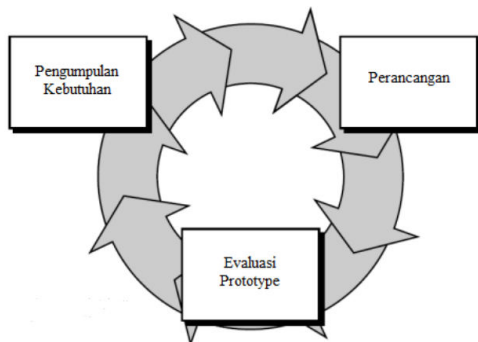 Pengumpulan
Kebutuhan
Perancangan
Evaluasi
Prototype